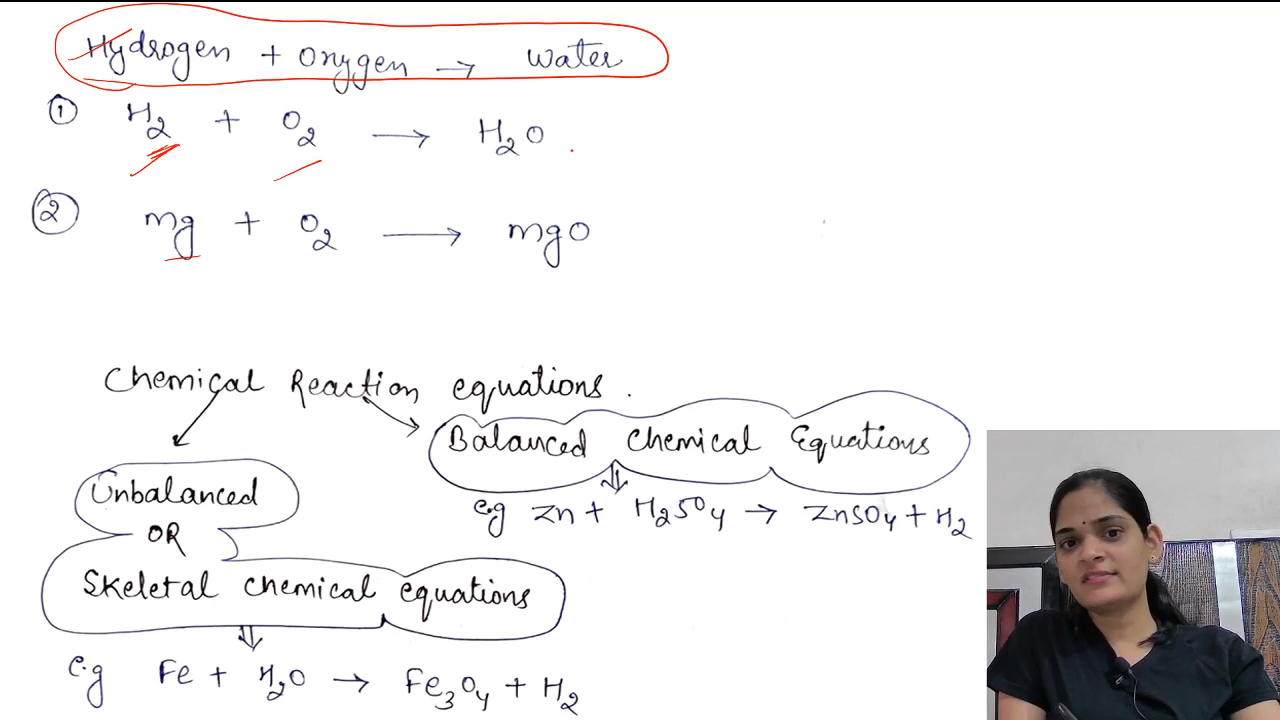 Hydrogen + Oxygen → Water
① H₂ + O₂ → H₂O
② Mg + O₂ → MgO
Chemical Reaction equations.
Balanced Chemical Equations
e.g Zn + H₂SO₄ → ZnSO₄ + H₂
Unbalanced
OR
Skeletal chemical equations
e.g Fe + H₂O → Fe₃O₄ + H₂